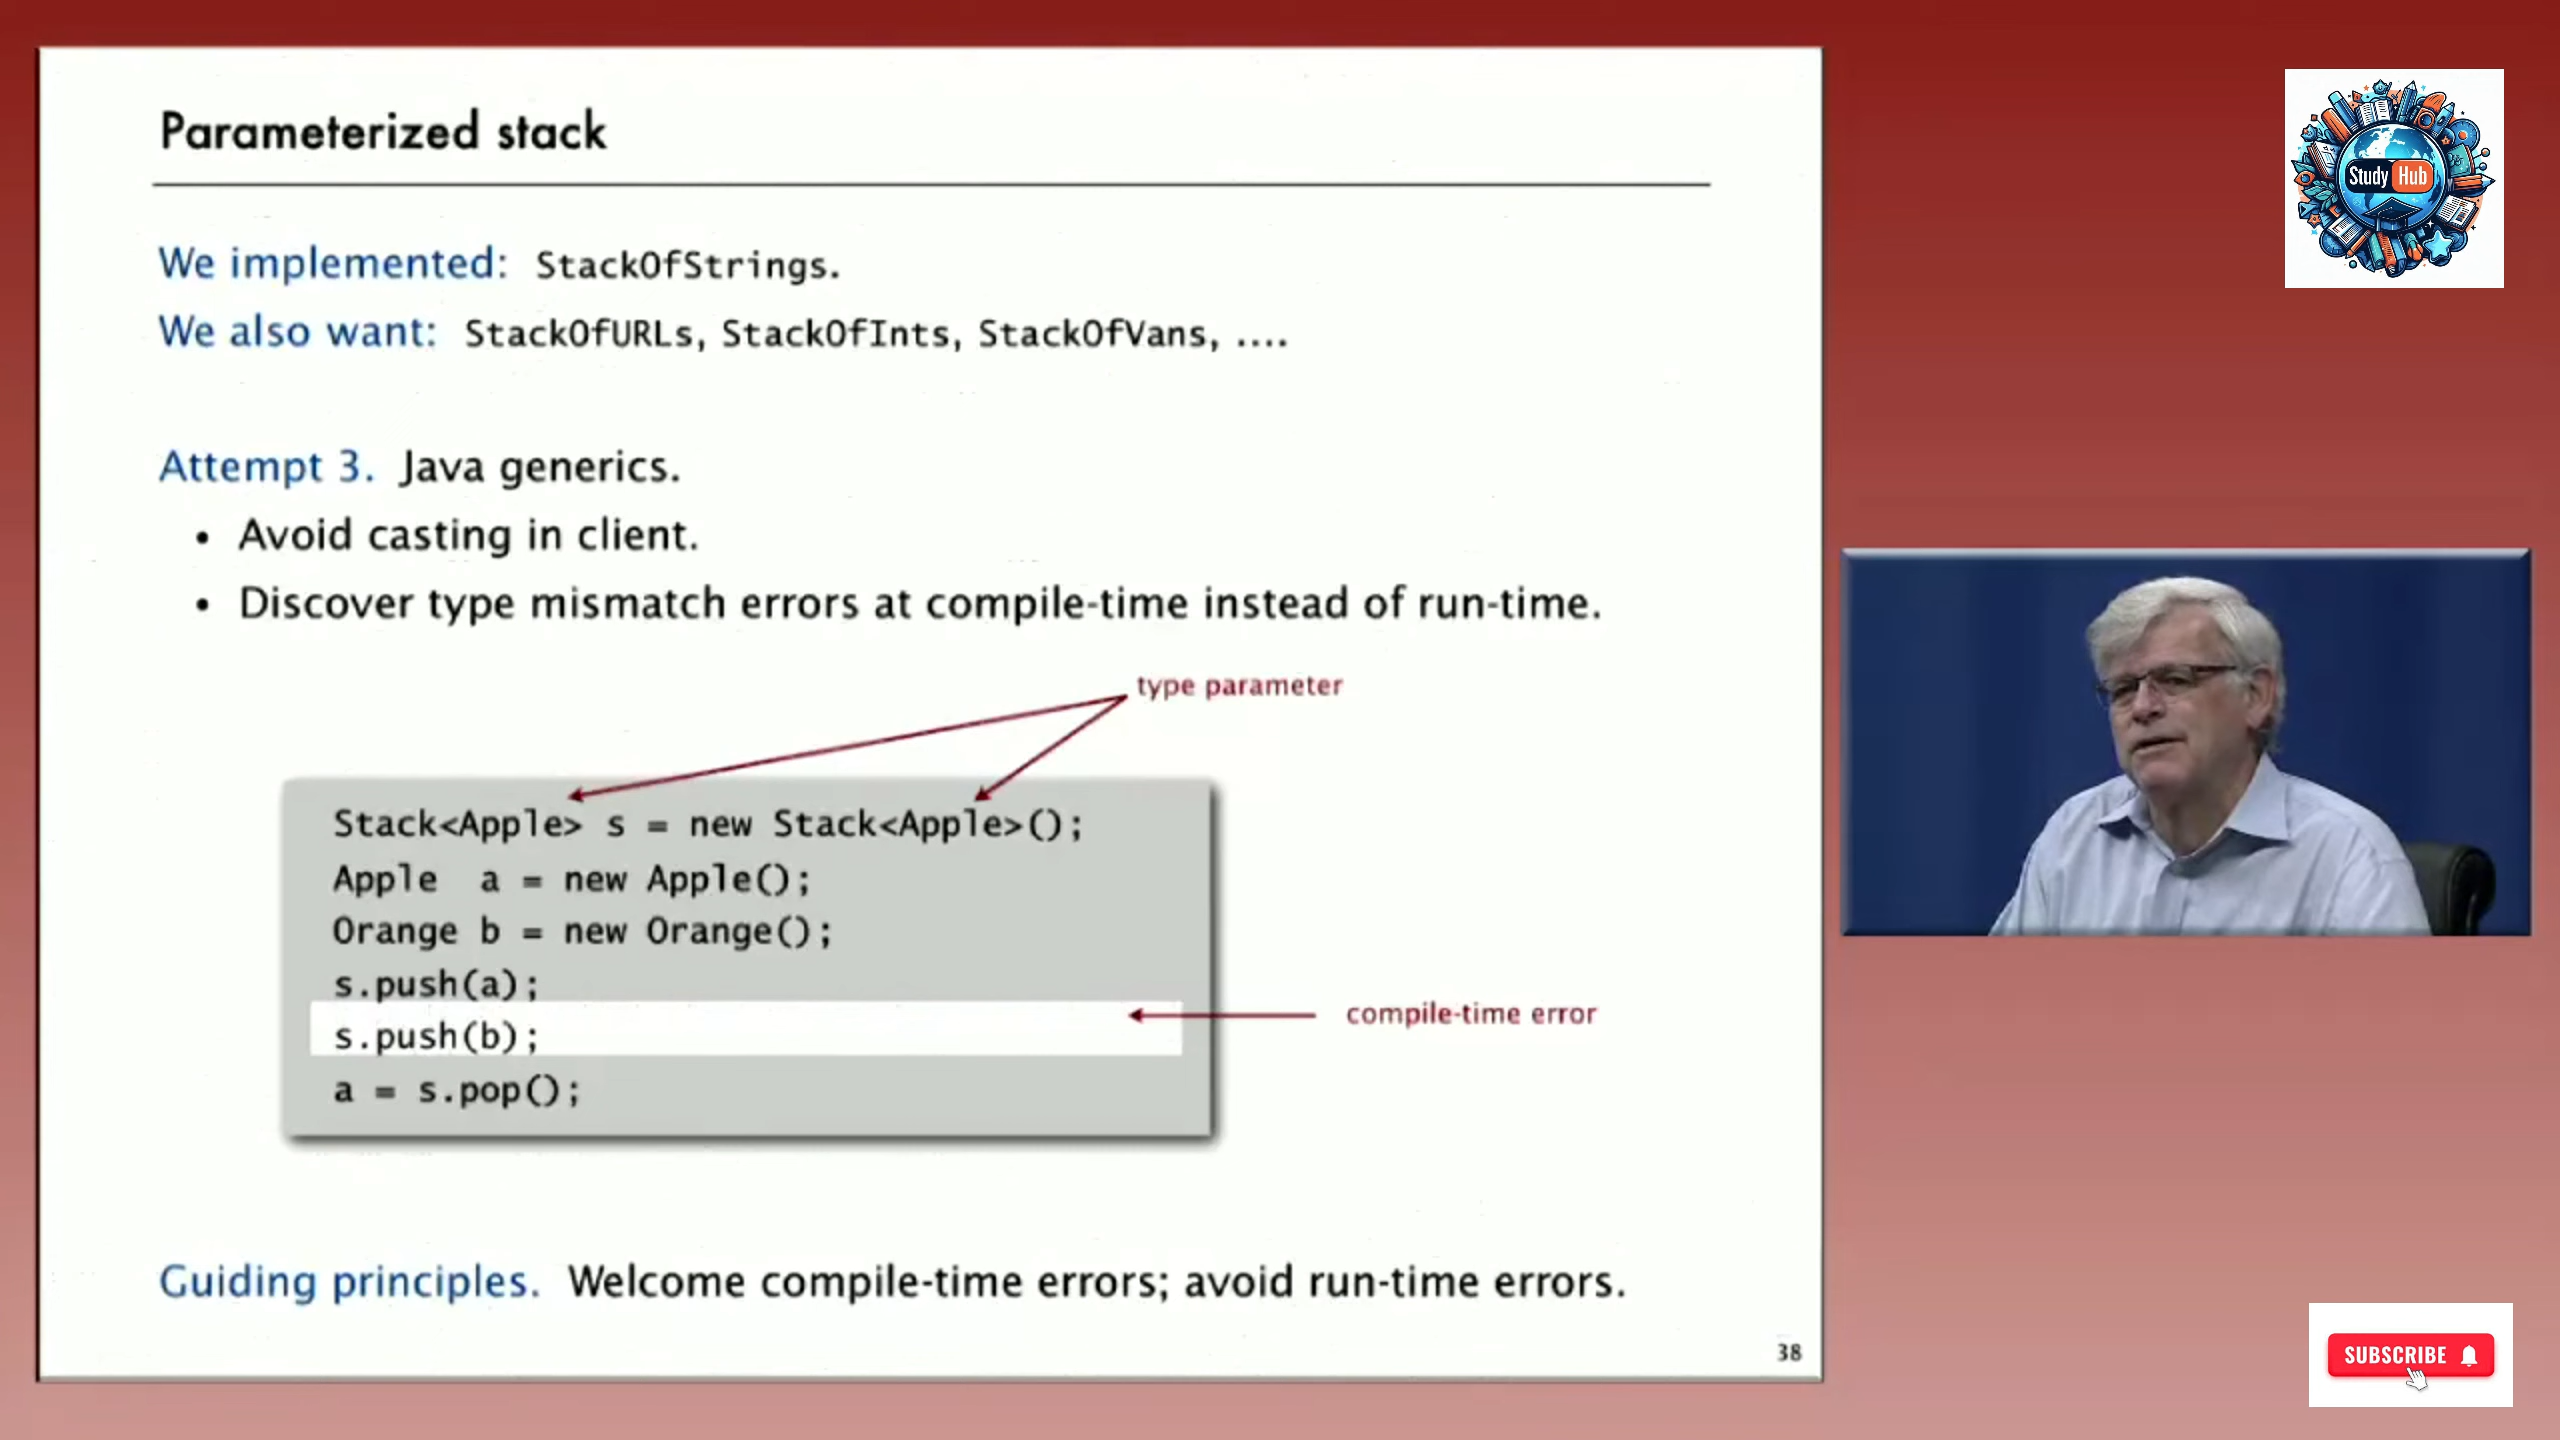 Parameterized stack
We implemented: StackOfStrings.
We also want: StackOfURLs, StackOfInts, StackOfVans, ....
Attempt 3. Java generics.
• Avoid casting in client.
• Discover type mismatch errors at compile-time instead of run-time.
type parameter
Stack<Apple> s = new Stack<Apple>();
Apple  a = new Apple();
Orange b = new Orange();
s.push(a);
s.push(b);
compile-time error
a = s.pop();
Guiding principles. Welcome compile-time errors; avoid run-time errors.
38
Study Hub
SUBSCRIBE